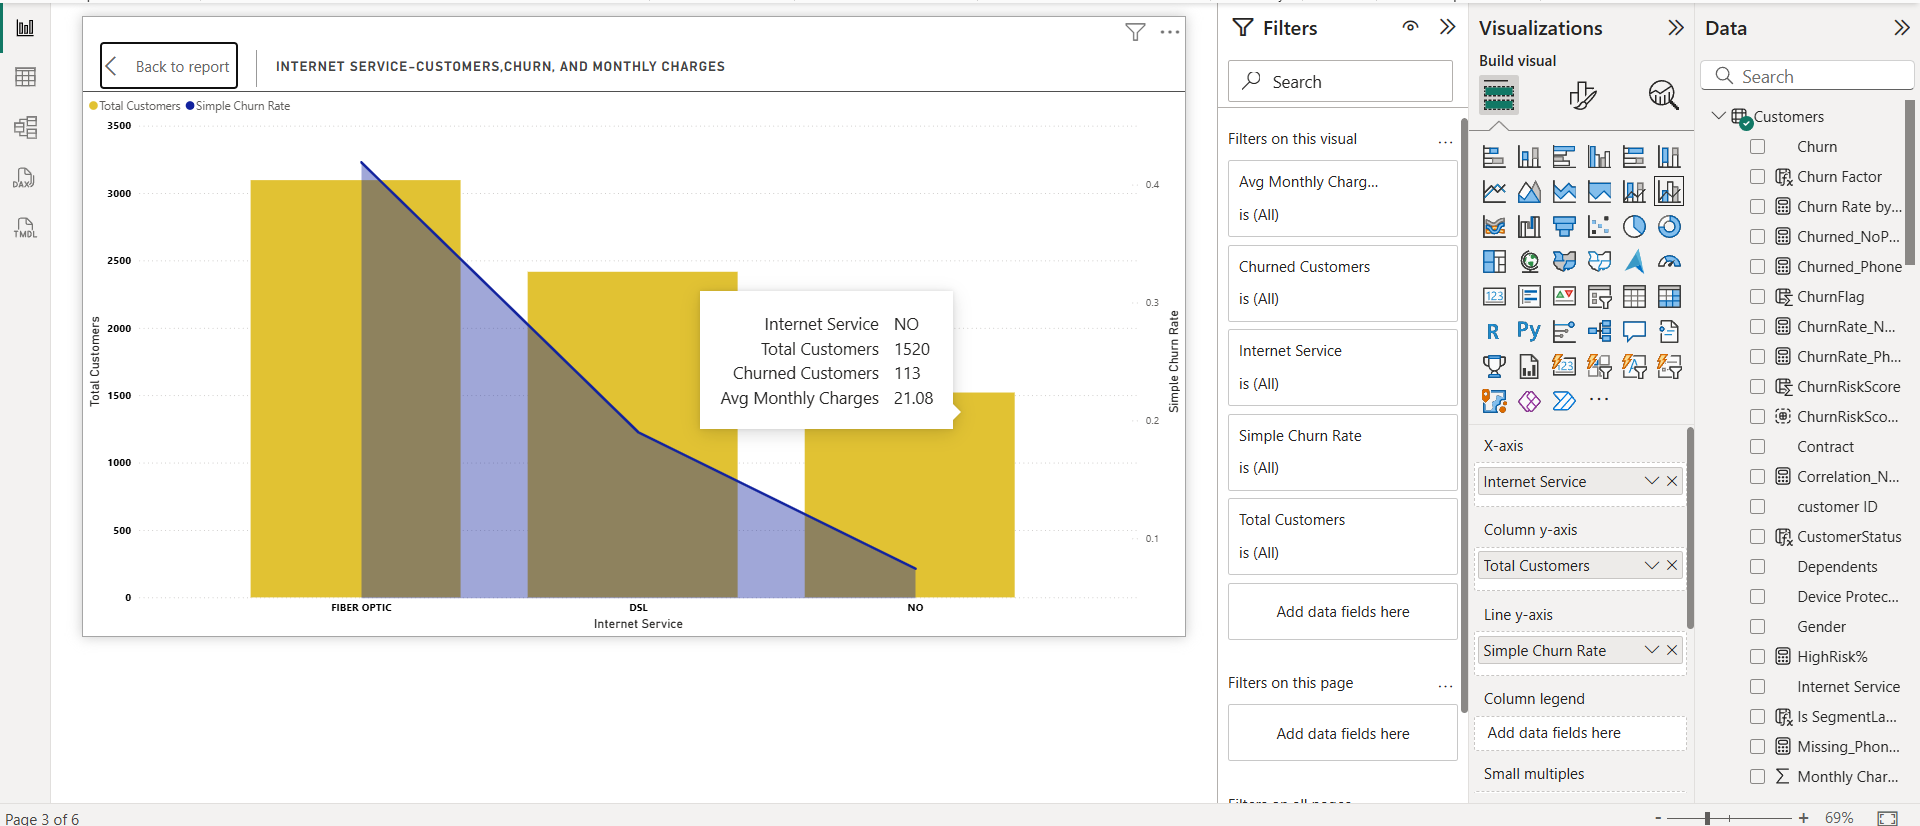 Back to report
INTERNET SERVICE-CUSTOMERS,CHURN, AND MONTHLY CHARGES
Total Customers Simple Churn Rate
3500
3000
2500
2000
1500
1000
500
0
Total Customers
0.4
0.3
0.2
0.1
Simple Churn Rate
FIBER OPTIC DSL NO
Internet Service
Internet Service NO
Total Customers 1520
Churned Customers 113
Avg Monthly Charges 21.08
Page 3 of 6
DAX
TMDL
Filters
Search
Filters on this visual ...
Avg Monthly Charg...
is (All)
Churned Customers
is (All)
Internet Service
is (All)
Simple Churn Rate
is (All)
Total Customers
is (All)
Add data fields here
Filters on this page ...
Add data fields here
Visualizations
Build visual
123
R Py
123
...
X-axis
Internet Service
Column y-axis
Total Customers
Line y-axis
Simple Churn Rate
Column legend
Add data fields here
Small multiples
Data
Search
Customers
Churn
Churn Factor
Churn Rate by...
Churned_NoP...
Churned_Phone
ChurnFlag
ChurnRate_N...
ChurnRate_Ph...
ChurnRiskScore
ChurnRiskSco...
Contract
Correlation_N...
customer ID
CustomerStatus
Dependents
Device Protec...
Gender
HighRisk%
Internet Service
Is SegmentLa...
Missing_Phon...
Monthly Char...
- + 69%